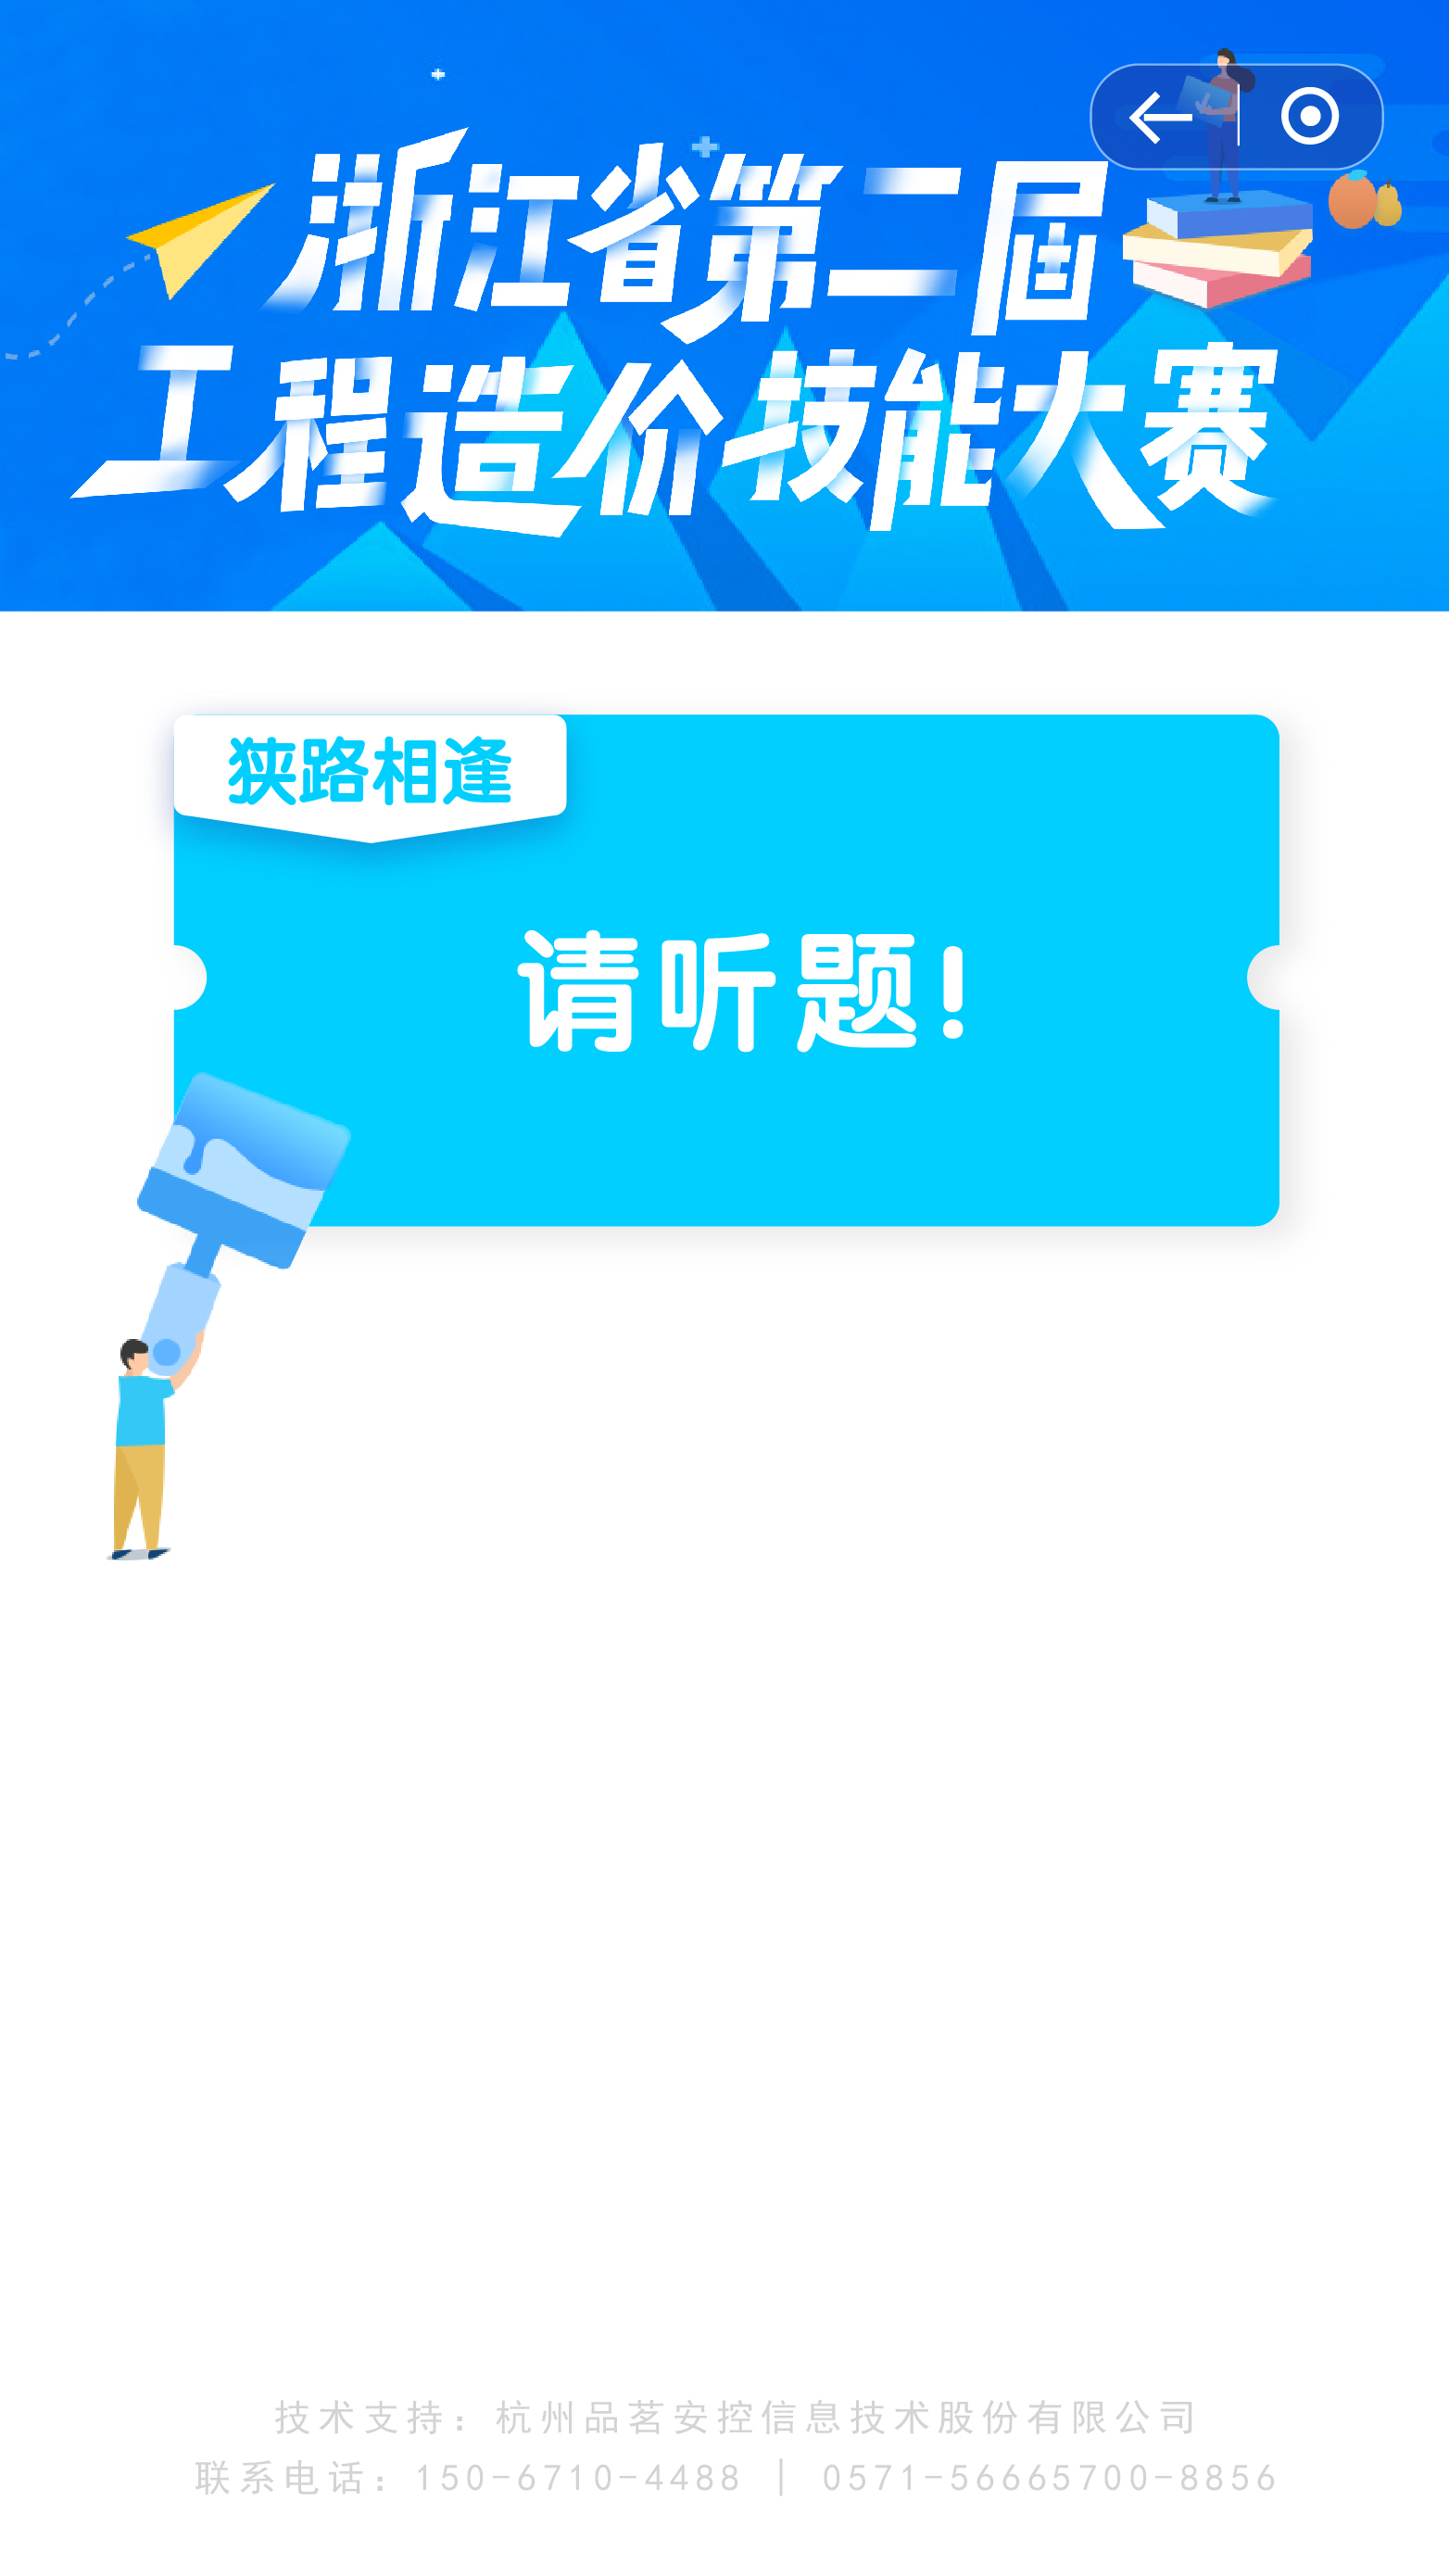 浙江省第二届
工程造价技能大赛
狭路相逢
请听题!
技术支持：杭州品茗安控信息技术股份有限公司
联系电话：150-6710-4488 | 0571-56665700-8856